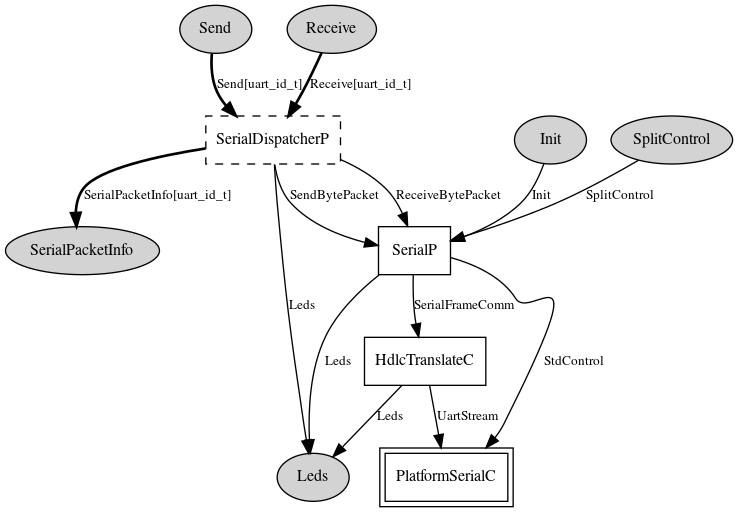 Send
Receive
Send[uart_id_t]
Receive[uart_id_t]
SerialDispatcherP
Init
SplitControl
SerialPacketInfo[uart_id_t]
SendBytePacket
ReceiveBytePacket
Init
SplitControl
SerialPacketInfo
SerialP
Leds
SerialFrameComm
Leds
HdlcTranslateC
StdControl
Leds
UartStream
Leds
PlatformSerialC